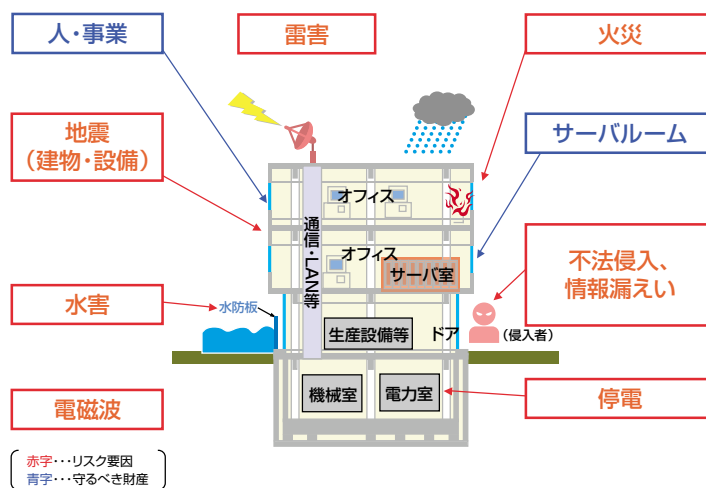 人・事業
雷害
火災
地震
（建物・設備）
サーバルーム
オフィス
通信・LAN等
オフィス
サーバ室
不法侵入、
情報漏えい
水害
水防板
生産設備等
ドア
（侵入者）
機械室
電力室
停電
電磁波
赤字･･･リスク要因
青字･･･守るべき財産